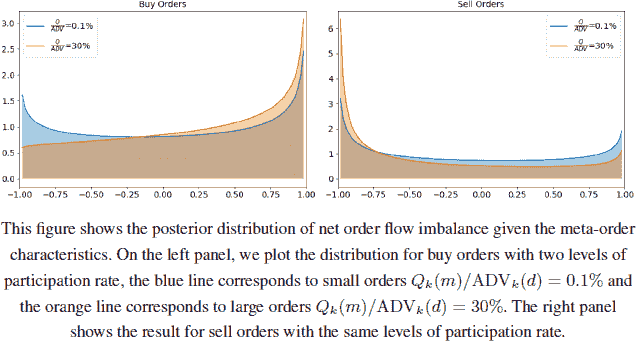 Buy Orders
Q/ADV=0.1%
Q/ADV=30%
3.0
2.5
2.0
1.5
1.0
0.5
0.0
−1.00 −0.75 −0.50 −0.25 0.00 0.25 0.50 0.75 1.00
Sell Orders
Q/ADV=0.1%
Q/ADV=30%
6
5
4
3
2
1
0
−1.00 −0.75 −0.50 −0.25 0.00 0.25 0.50 0.75 1.00
This figure shows the posterior distribution of net order flow imbalance given the meta-order
characteristics. On the left panel, we plot the distribution for buy orders with two levels of
participation rate, the blue line corresponds to small orders Qk(m)/ADVk(d) = 0.1% and
the orange line corresponds to large orders Qk(m)/ADVk(d) = 30%. The right panel
shows the result for sell orders with the same levels of participation rate.